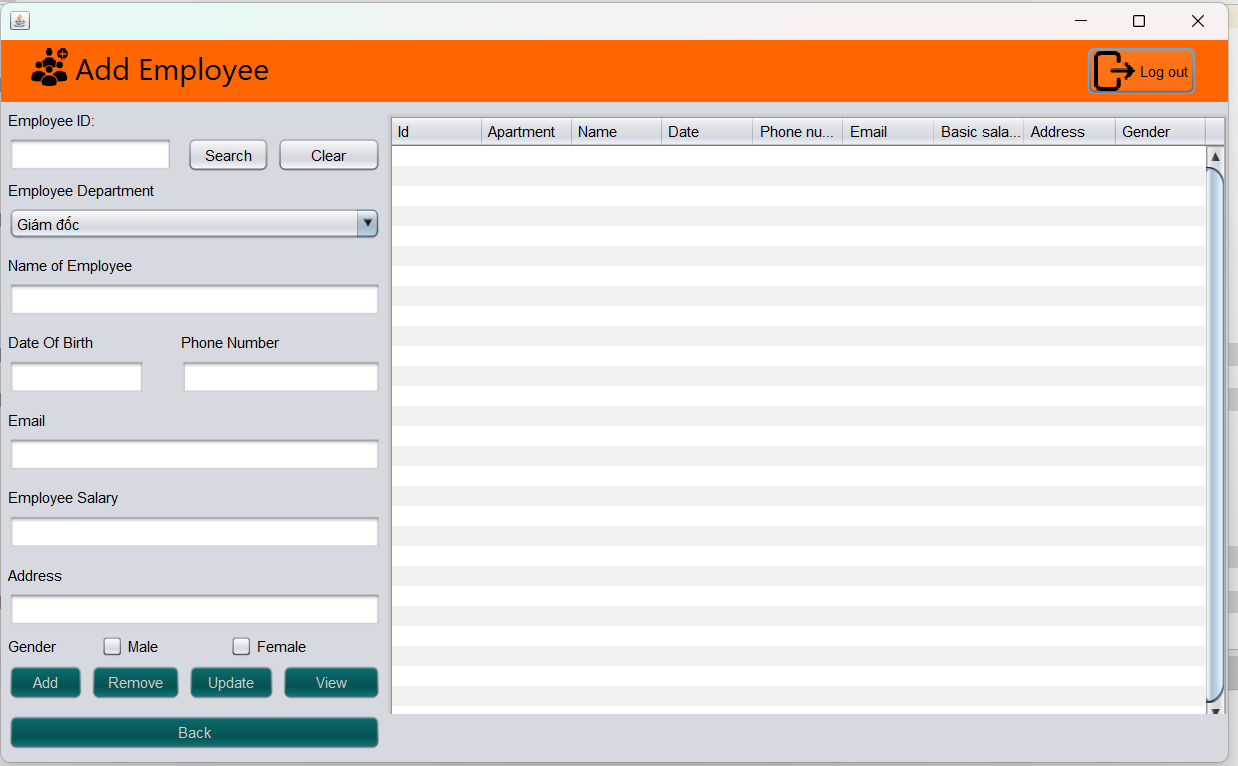 Add Employee
Log out
Employee ID:
Search
Clear
Employee Department
Giám đốc
Name of Employee
Date Of Birth
Phone Number
Email
Employee Salary
Address
Gender
Male
Female
Add
Remove
Update
View
Back
Id
Apartment
Name
Date
Phone nu...
Email
Basic sala...
Address
Gender